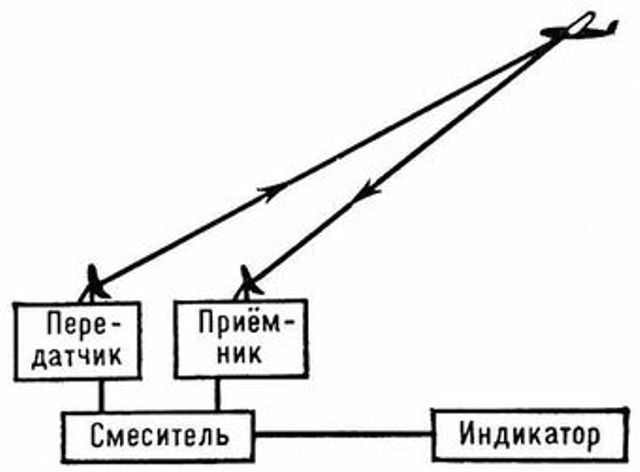 Пере-
датчик
Приём-
ник
Смеситель
Индикатор